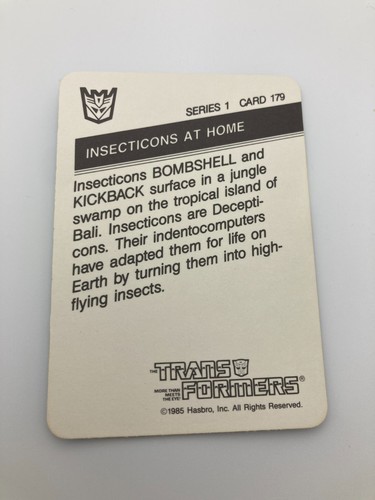 SERIES 1 CARD 179
INSECTICONS AT HOME
Insecticons BOMBSHELL and
KICKBACK surface in a jungle
swamp on the tropical island of
Bali. Insecticons are Decepti-
cons. Their indentocomputers
have adapted them for life on
Earth by turning them into high-
flying insects.
THE TRANS
MORE THAN
MEETS
THE EYE FORMERS®
©1985 Hasbro, Inc. All Rights Reserved.